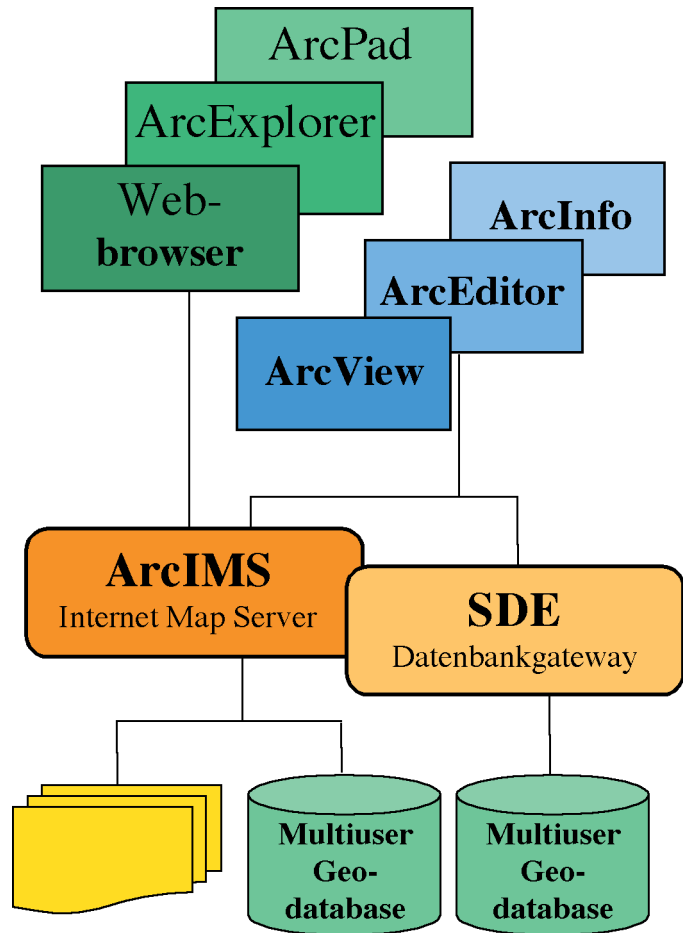 ArcPad
ArcExplorer
Web-
browser
ArcInfo
ArcEditor
ArcView
ArcIMS
Internet Map Server
SDE
Datenbankgateway
Multiuser
Geo-
database
Multiuser
Geo-
database